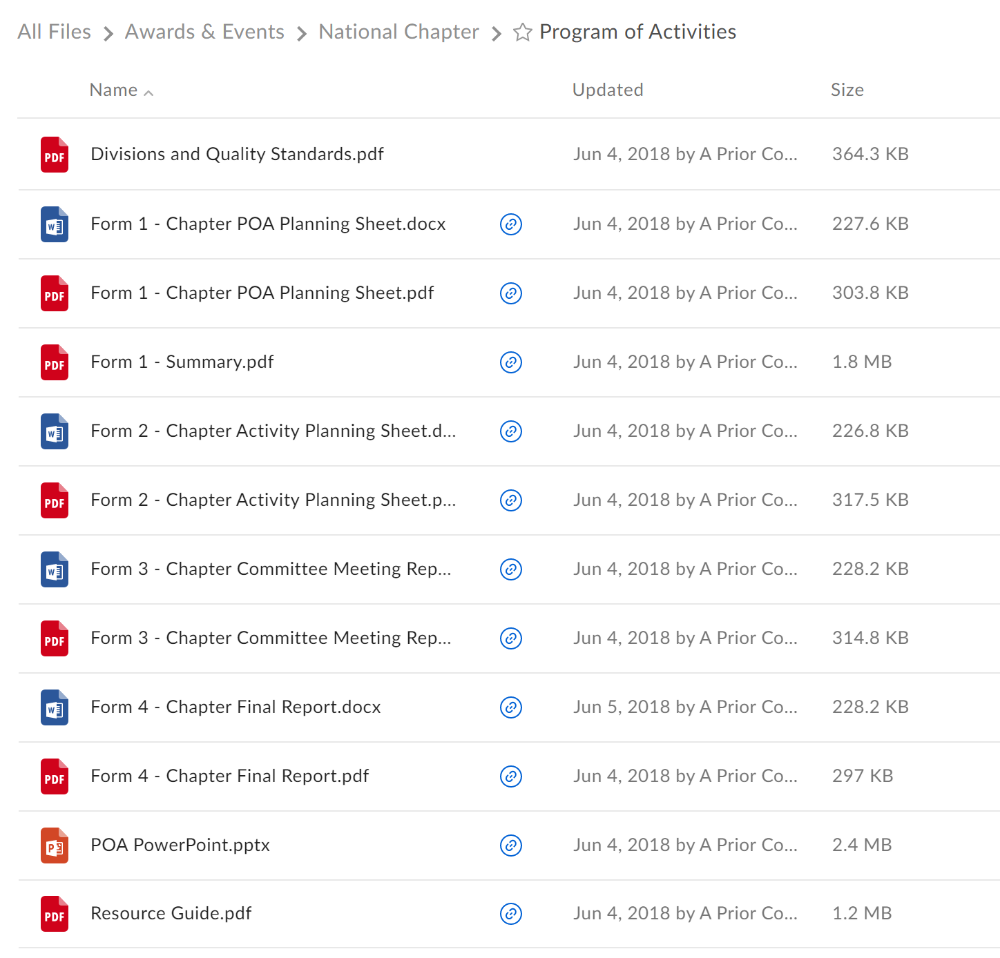 All Files > Awards & Events > National Chapter > Program of Activities
Name Updated Size
PDF Divisions and Quality Standards.pdf Jun 4, 2018 by A Prior Co... 364.3 KB
W Form 1 - Chapter POA Planning Sheet.docx Jun 4, 2018 by A Prior Co... 227.6 KB
PDF Form 1 - Chapter POA Planning Sheet.pdf Jun 4, 2018 by A Prior Co... 303.8 KB
PDF Form 1 - Summary.pdf Jun 4, 2018 by A Prior Co... 1.8 MB
W Form 2 - Chapter Activity Planning Sheet.d... Jun 4, 2018 by A Prior Co... 226.8 KB
PDF Form 2 - Chapter Activity Planning Sheet.p... Jun 4, 2018 by A Prior Co... 317.5 KB
W Form 3 - Chapter Committee Meeting Rep... Jun 4, 2018 by A Prior Co... 228.2 KB
PDF Form 3 - Chapter Committee Meeting Rep... Jun 4, 2018 by A Prior Co... 314.8 KB
W Form 4 - Chapter Final Report.docx Jun 5, 2018 by A Prior Co... 228.2 KB
PDF Form 4 - Chapter Final Report.pdf Jun 4, 2018 by A Prior Co... 297 KB
P POA PowerPoint.pptx Jun 4, 2018 by A Prior Co... 2.4 MB
PDF Resource Guide.pdf Jun 4, 2018 by A Prior Co... 1.2 MB